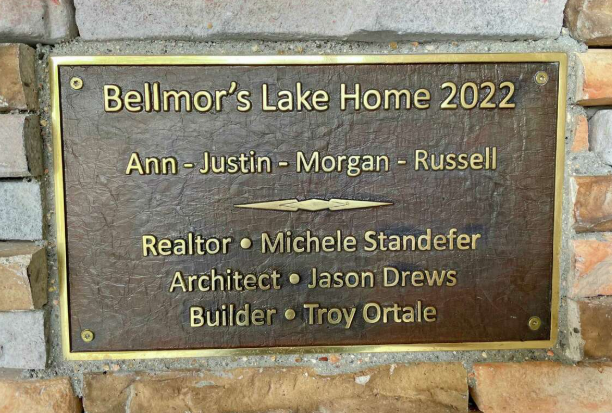 Bellmor's Lake Home 2022
Ann - Justin - Morgan - Russell
Realtor • Michele Standefer
Architect • Jason Drews
Builder • Troy Ortale